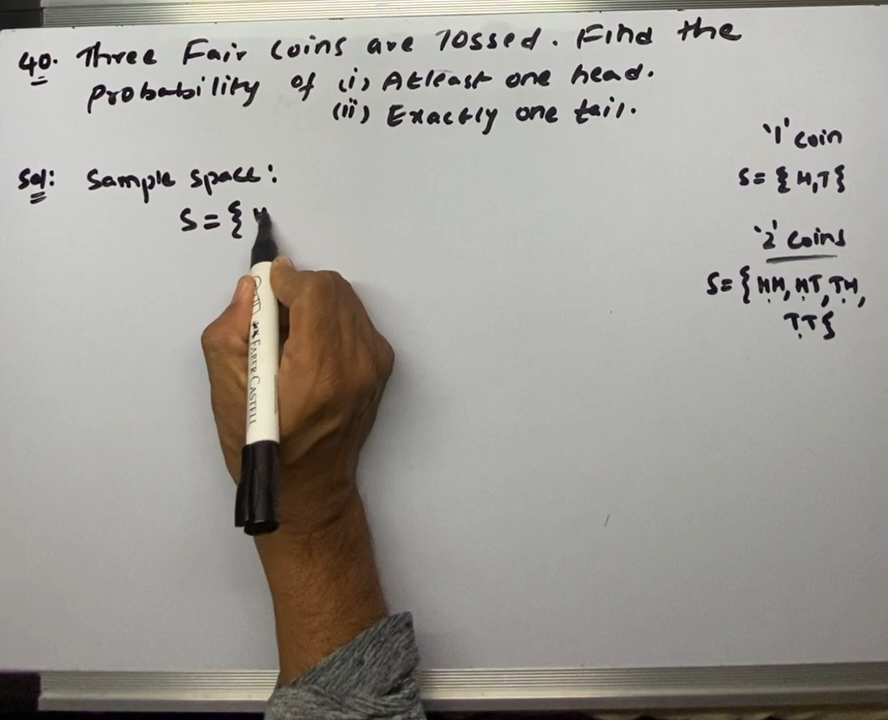 40. Three Fair coins are Tossed. Find the
probability of (i) Atleast one head.
(ii) Exactly one tail.
'1' coin
S = { H, T }
'2' coins
S = { HH, HT, TH,
TT }
Sol: Sample space:
S = { H
FABER-CASTELL